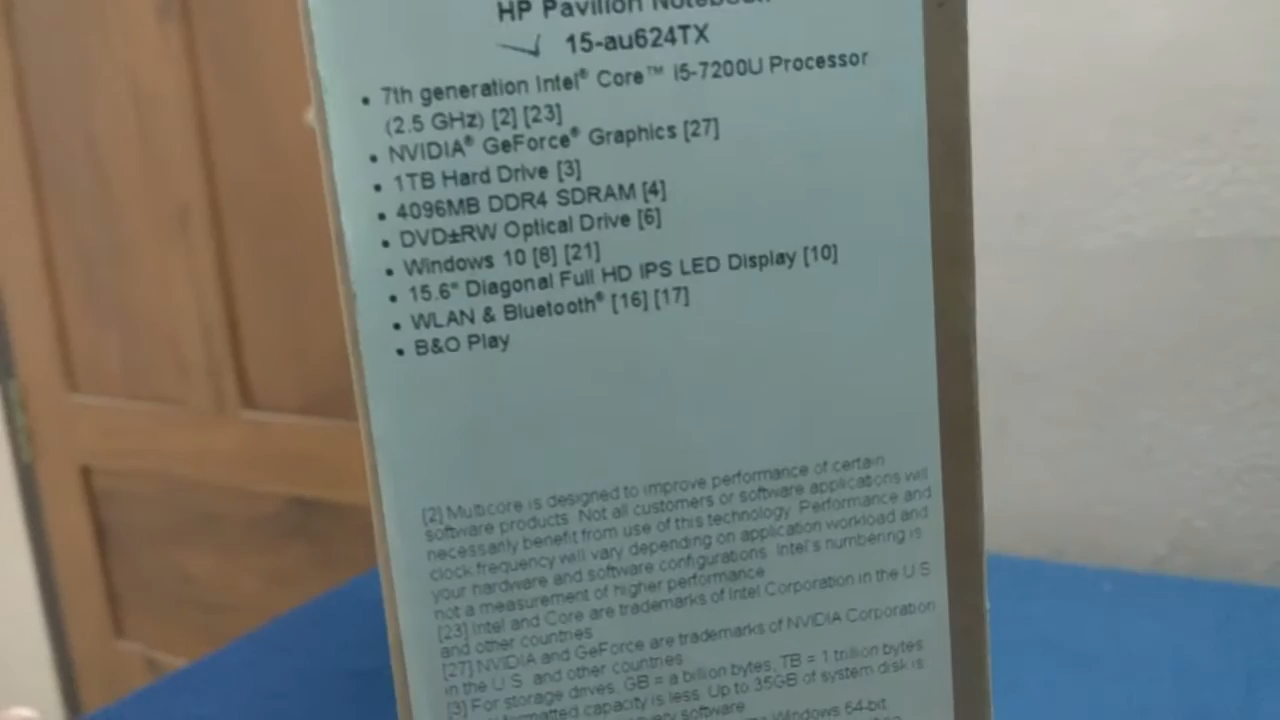 HP Pavilion Notebook
15-au624TX
• 7th generation Intel® Core™ i5-7200U Processor
(2.5 GHz) [2] [23]
• NVIDIA® GeForce® Graphics [27]
• 1TB Hard Drive [3]
• 4096MB DDR4 SDRAM [4]
• DVD±RW Optical Drive [6]
• Windows 10 [8] [21]
• 15.6" Diagonal Full HD IPS LED Display [10]
• WLAN & Bluetooth® [16] [17]
• B&O Play
[2] Multicore is designed to improve performance of certain
software products. Not all customers or software applications will
necessarily benefit from use of this technology. Performance and
clock frequency will vary depending on application workload and
your hardware and software configurations. Intel's numbering is
not a measurement of higher performance
[23] Intel and Core are trademarks of Intel Corporation in the U.S
and other countries
[27] NVIDIA and GeForce are trademarks of NVIDIA Corporation
in the U.S. and other countries
[3] For storage drives, GB = a billion bytes, TB = 1 trillion bytes
formatted capacity is less. Up to 35GB of system disk is
software
Windows 64-bit